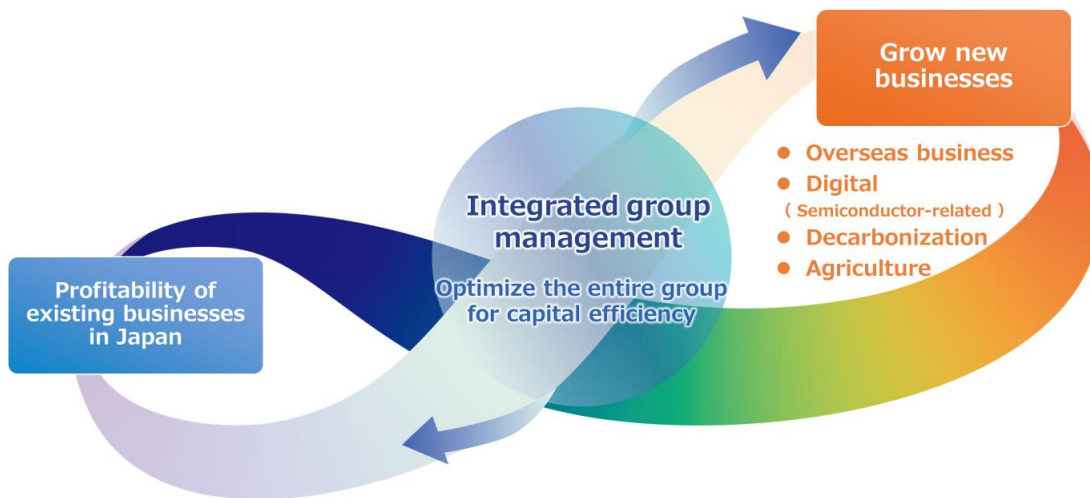 Grow new
businesses
● Overseas business
● Digital
( Semiconductor-related )
● Decarbonization
● Agriculture
Integrated group
management
Optimize the entire group
for capital efficiency
Profitability of
existing businesses
in Japan